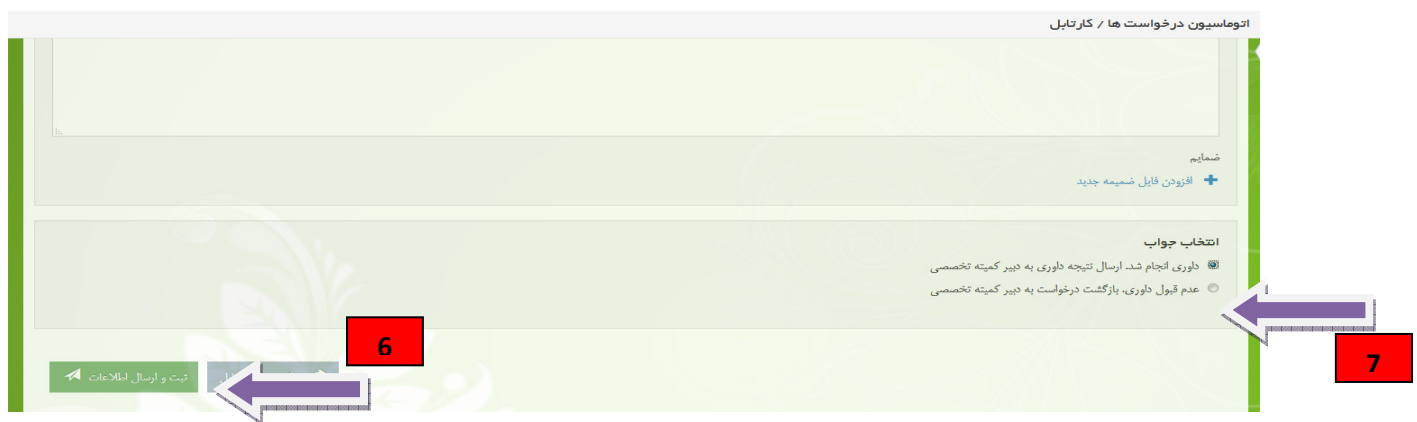 اتوماسیون درخواست ها / کارتابل
ضمایم
افزودن فایل ضمیمه جدید
انتخاب جواب
داوری انجام شد. ارسال نتیجه داوری به دبیر کمیته تخصصی
عدم قبول داوری. بازگشت درخواست به دبیر کمیته تخصصی
6
7
ثبت و ارسال اطلاعات